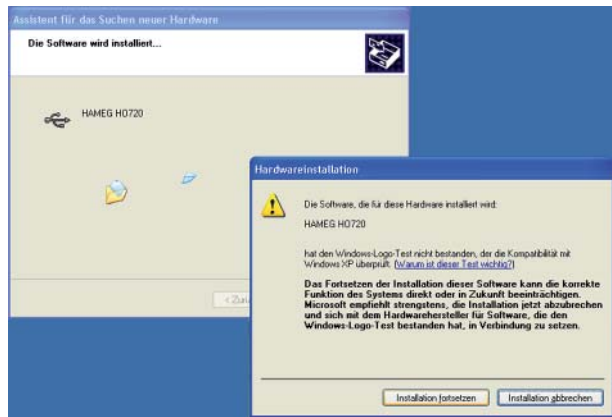 Assistent für das Suchen neuer Hardware
Die Software wird installiert...
HAMEG HO720
Hardwareinstallation
Die Software, die für diese Hardware installiert wird:
HAMEG HO720
hat den Windows-Logo-Test nicht bestanden, der die Kompatibilität mit
Windows XP überprüft. (Warum ist dieser Test wichtig?)
Das Fortsetzen der Installation dieser Software kann die korrekte
Funktion des Systems direkt oder in Zukunft beeinträchtigen.
Microsoft empfiehlt strengstens, die Installation jetzt abzubrechen
und sich mit dem Hardwarehersteller für Software, die den
Windows-Logo-Test bestanden hat, in Verbindung zu setzen.
Installation fortsetzen
Installation abbrechen